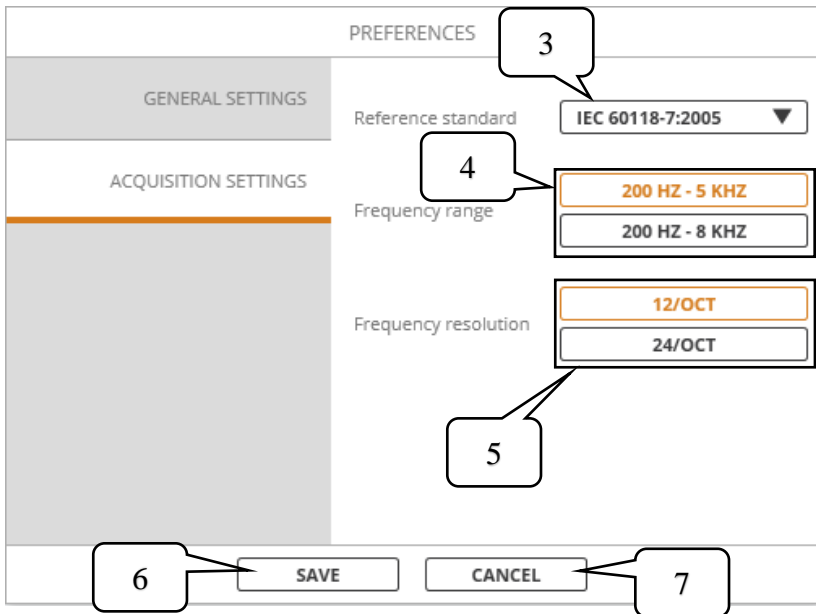 PREFERENCES
3
GENERAL SETTINGS
Reference standard
IEC 60118-7:2005
ACQUISITION SETTINGS
4
Frequency range
200 HZ - 5 KHZ
200 HZ - 8 KHZ
Frequency resolution
12/OCT
24/OCT
5
6
SAVE
CANCEL
7